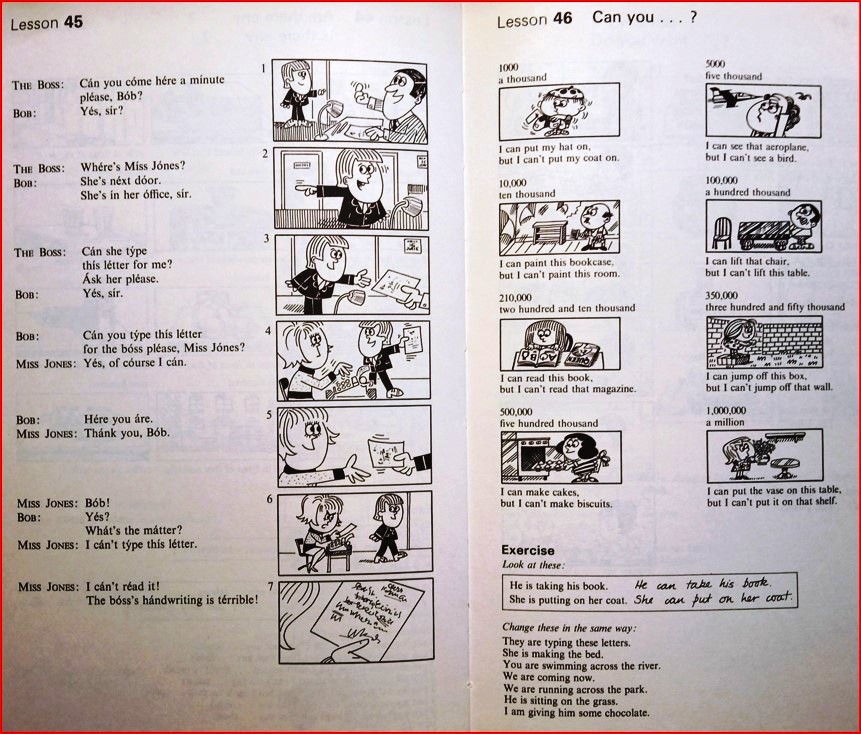 Lesson 45
THE BOSS: Cán you cóme hére a mínute
pléase, Bób?
BOB: Yés, sír?
THE BOSS: Whére's Míss Jónes?
BOB: She's néxt dóor.
She's ín her óffice, sir.
THE BOSS: Cán she týpe
this létter for me?
Ásk her pléase.
BOB: Yés, sir.
BOB: Cán you týpe this létter
for the bóss pléase, Miss Jónes?
MISS JONES: Yés, of cóurse I cán.
BOB: Hére you áre.
MISS JONES: Thánk you, Bób.
MISS JONES: Bób!
BOB: Yés?
Whát's the mátter?
MISS JONES: I cán't týpe this létter.
MISS JONES: I cán't réad it!
The bóss's hándwriting is térrible!
1
2
3
4
5
6
7
Lesson 46 Can you . . . ?
1000
a thousand
I can put my hat on,
but I can't put my coat on.
5000
five thousand
I can see that aeroplane,
but I can't see a bird.
10,000
ten thousand
I can paint this bookcase,
but I can't paint this room.
100,000
a hundred thousand
I can lift that chair,
but I can't lift this table.
210,000
two hundred and ten thousand
I can read this book,
but I can't read that magazine.
350,000
three hundred and fifty thousand
I can jump off this box,
but I can't jump off that wall.
500,000
five hundred thousand
I can make cakes,
but I can't make biscuits.
1,000,000
a million
I can put the vase on this table,
but I can't put it on that shelf.
Exercise
Look at these:
He is taking his book. He can take his book.
She is putting on her coat. She can put on her coat.
Change these in the same way:
They are typing these letters.
She is making the bed.
You are swimming across the river.
We are coming now.
We are running across the park.
He is sitting on the grass.
I am giving him some chocolate.